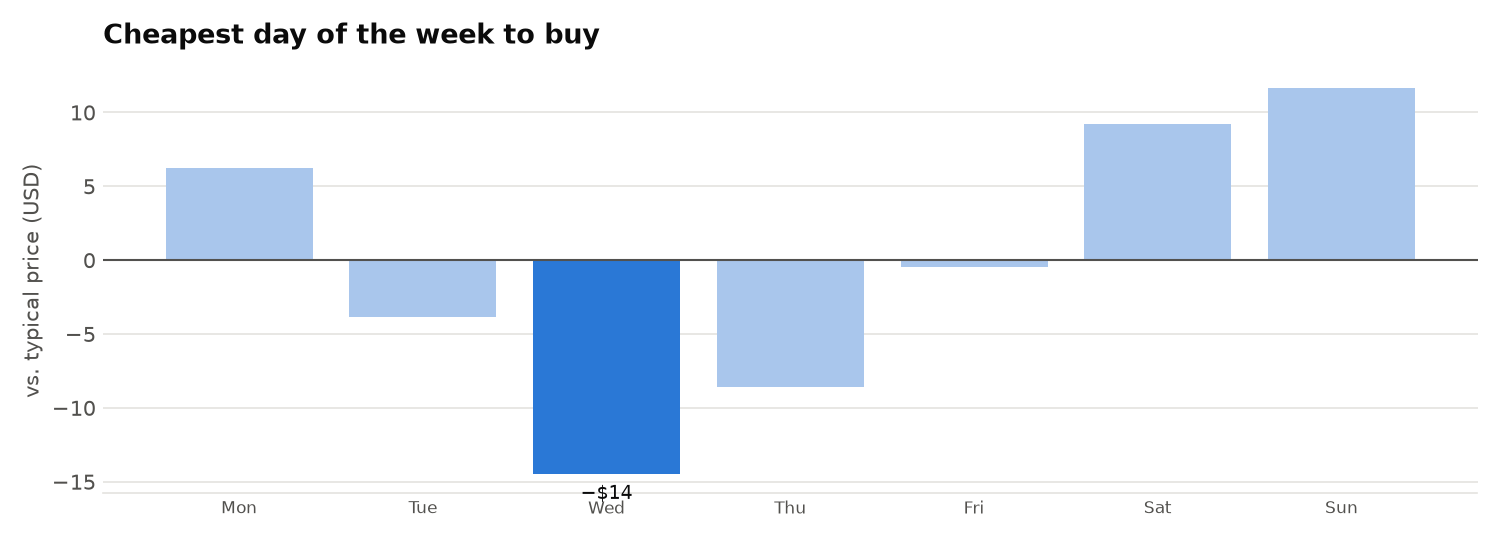 Cheapest day of the week to buy
vs. typical price (USD)
10
5
0
−5
−10
−15
−$14
Mon Tue Wed Thu Fri Sat Sun